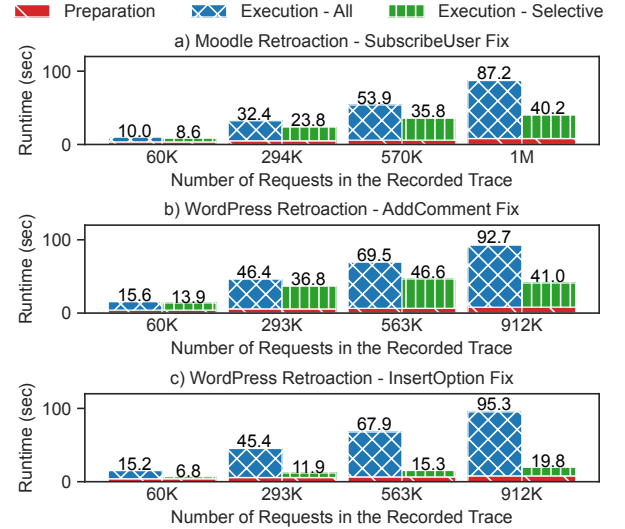 Preparation Execution - All Execution - Selective
a) Moodle Retroaction - SubscribeUser Fix
Runtime (sec)
100
0
10.0 8.6 32.4 23.8 53.9 35.8 87.2 40.2
60K 294K 570K 1M
Number of Requests in the Recorded Trace
b) WordPress Retroaction - AddComment Fix
Runtime (sec)
100
0
15.6 13.9 46.4 36.8 69.5 46.6 92.7 41.0
60K 293K 563K 912K
Number of Requests in the Recorded Trace
c) WordPress Retroaction - InsertOption Fix
Runtime (sec)
100
0
15.2 6.8 45.4 11.9 67.9 15.3 95.3 19.8
60K 293K 563K 912K
Number of Requests in the Recorded Trace